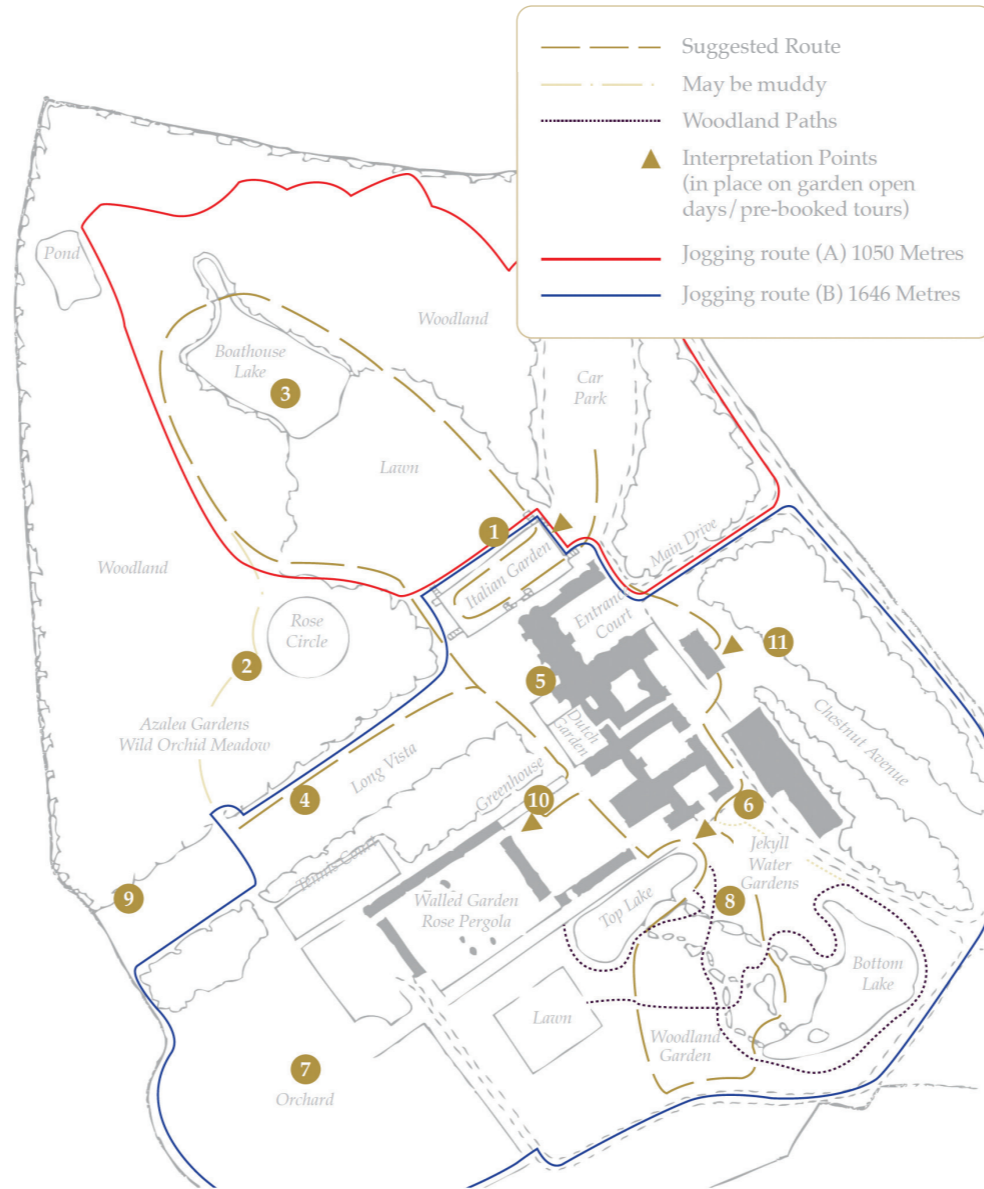 Suggested Route
May be muddy
Woodland Paths
Interpretation Points
(in place on garden open
days/pre-booked tours)
Jogging route (A) 1050 Metres
Jogging route (B) 1646 Metres
Pond
Woodland
Boathouse
Lake
3
Car
Park
Lawn
1
Italian Garden
Main Drive
Woodland
Entrance
Court
Rose
Circle
11
2
5
Azalea Gardens
Wild Orchid Meadow
Dutch
Garden
Chestnut Avenue
Long Vista
4
Greenhouse
10
6
Tennis Court
Jekyll
Water
Gardens
9
Walled Garden
Rose Pergola
Top Lake
8
Bottom
Lake
Lawn
Woodland
Garden
7
Orchard